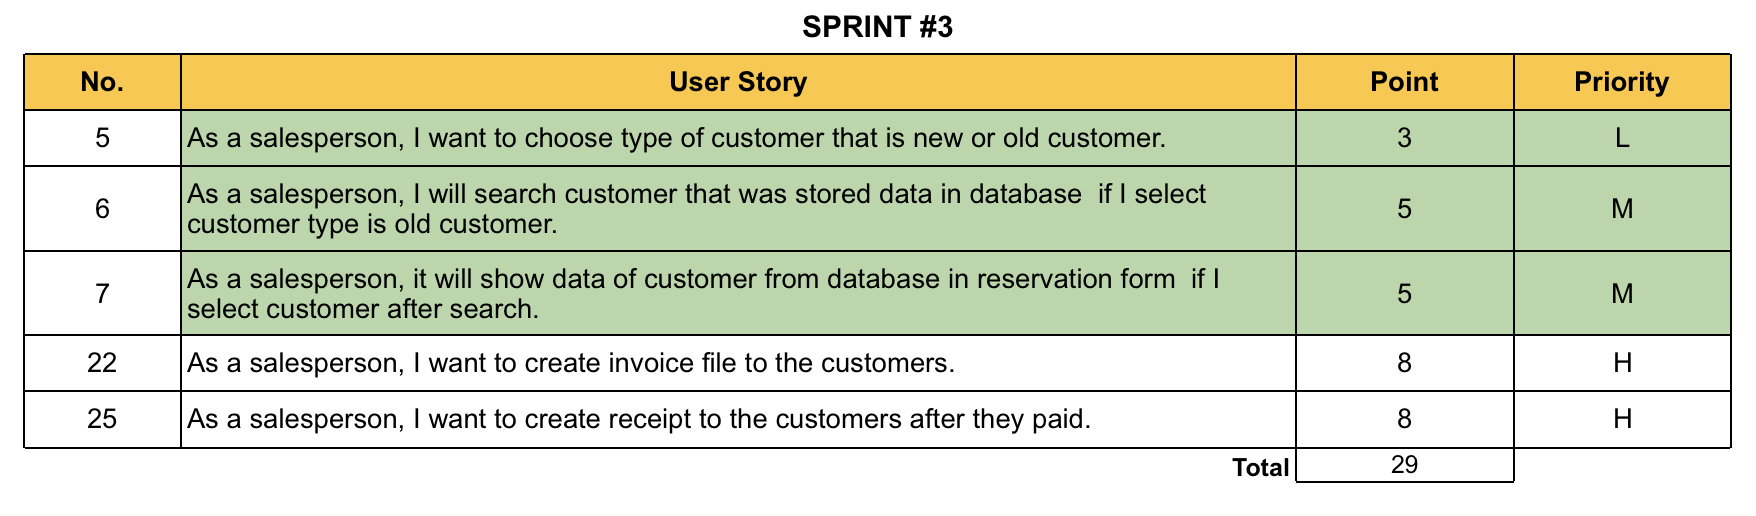 SPRINT #3
No. User Story Point Priority
5 As a salesperson, I want to choose type of customer that is new or old customer. 3 L
6 As a salesperson, I will search customer that was stored data in database  if I select
customer type is old customer. 5 M
7 As a salesperson, it will show data of customer from database in reservation form  if I
select customer after search. 5 M
22 As a salesperson, I want to create invoice file to the customers. 8 H
25 As a salesperson, I want to create receipt to the customers after they paid. 8 H
Total 29